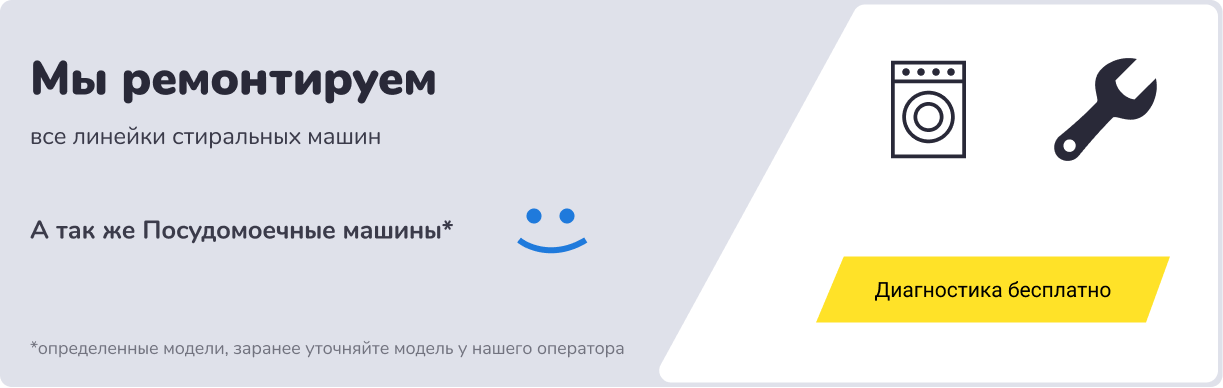 Мы ремонтируем
все линейки стиральных машин
А так же Посудомоечные машины*
*определенные модели, заранее уточняйте модель у нашего оператора
Диагностика бесплатно